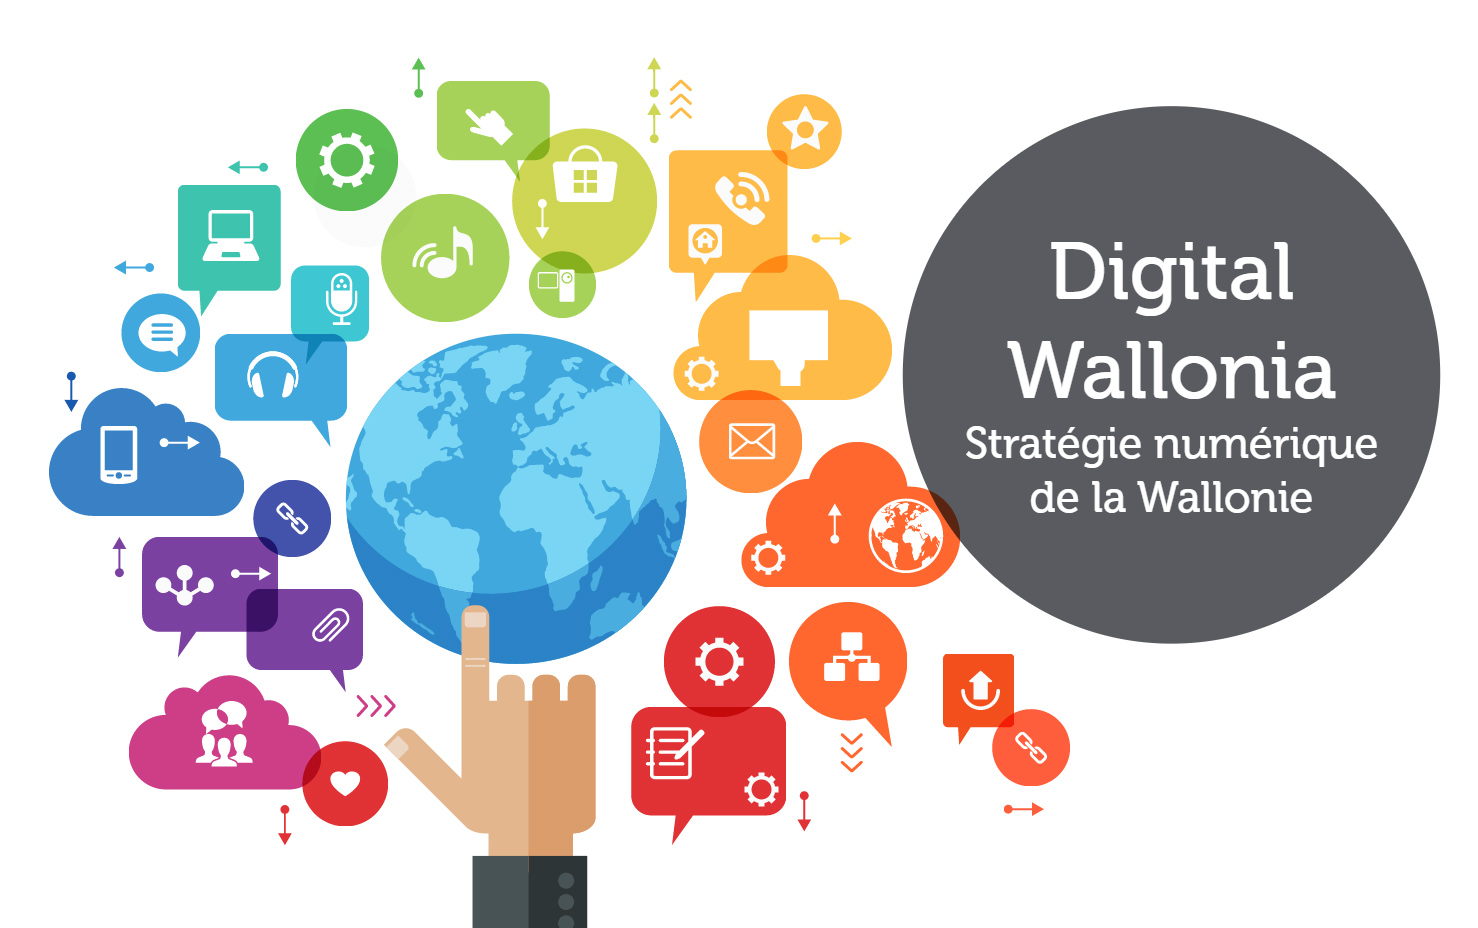 Digital
Wallonia
Stratégie numérique
de la Wallonie